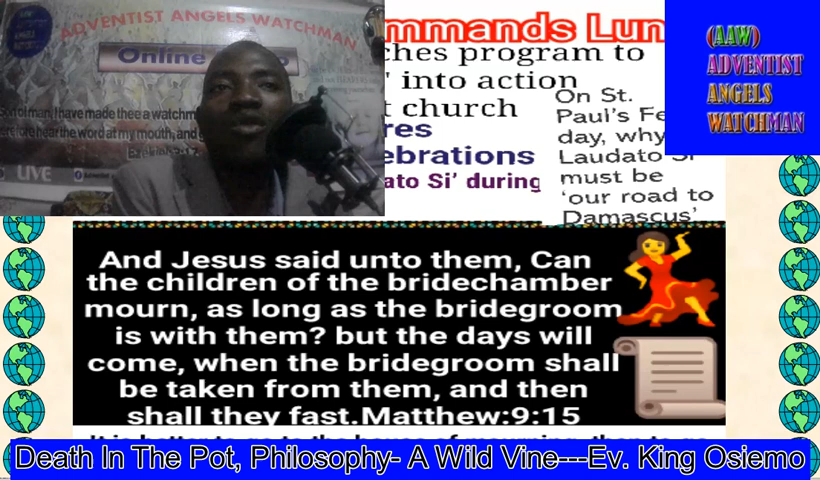 ADVENTIST ANGELS WATCHMAN
Online
Son of man, I have made thee a watchm
therefore hear the word at my mouth, and g
Ezekiel 3:17
LIVE
mmands Lun
ches program to
' into action
t church
res
ebrations
ato Si' during
On St.
Paul's Fe
day, why
Laudato Si'
must be
'our road to
Damascus'
(AAW)
ADVENTIST
ANGELS
WATCHMAN
And Jesus said unto them, Can
the children of the bridechamber
mourn, as long as the bridegroom
is with them? but the days will
come, when the bridegroom shall
be taken from them, and then
shall they fast.Matthew:9:15
Death In The Pot, Philosophy- A Wild Vine---Ev. King Osiemo